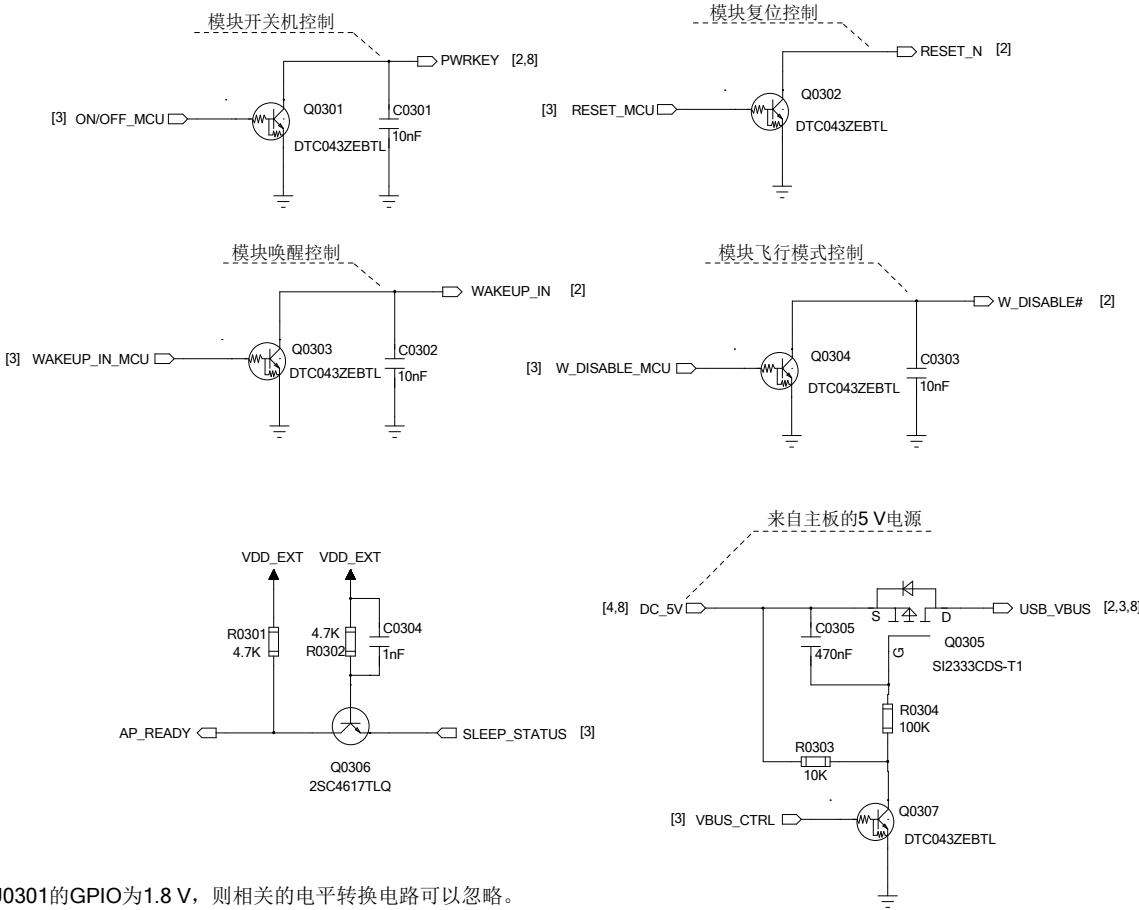 模块开关机控制
PWRKEY [2,8]
[3] ON/OFF_MCU
Q0301
DTC043ZEBTL
C0301
10nF
模块复位控制
RESET_N [2]
[3] RESET_MCU
Q0302
DTC043ZEBTL
模块唤醒控制
WAKEUP_IN [2]
[3] WAKEUP_IN_MCU
Q0303
DTC043ZEBTL
C0302
10nF
模块飞行模式控制
W_DISABLE# [2]
[3] W_DISABLE_MCU
Q0304
DTC043ZEBTL
C0303
10nF
VDD_EXT VDD_EXT
R0301
4.7K
4.7K
R0302
C0304
1nF
AP_READY
SLEEP_STATUS [3]
Q0306
2SC4617TLQ
来自主板的5 V电源
[4,8] DC_5V
C0305
470nF
S
D
G
USB_VBUS [2,3,8]
Q0305
SI2333CDS-T1
R0304
100K
R0303
10K
[3] VBUS_CTRL
Q0307
DTC043ZEBTL
0301的GPIO为1.8 V，则相关的电平转换电路可以忽略。